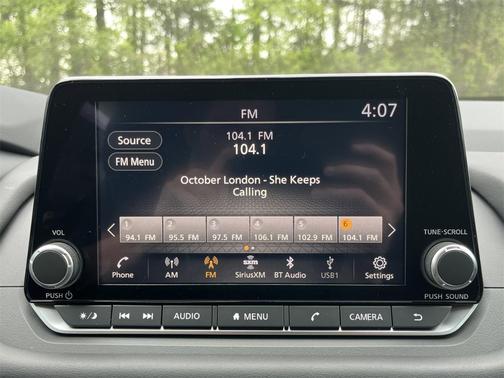 FM
4:07
Source
104.1 FM
104.1
FM Menu
October London - She Keeps
Calling
1 2 3 4 5 6
94.1 FM 95.5 FM 97.5 FM 106.1 FM 102.9 FM 104.1 FM
Phone AM FM SiriusXM BT Audio USB1 Settings
sxm
VOL
PUSH
TUNE·SCROLL
PUSH SOUND
AUDIO MENU CAMERA